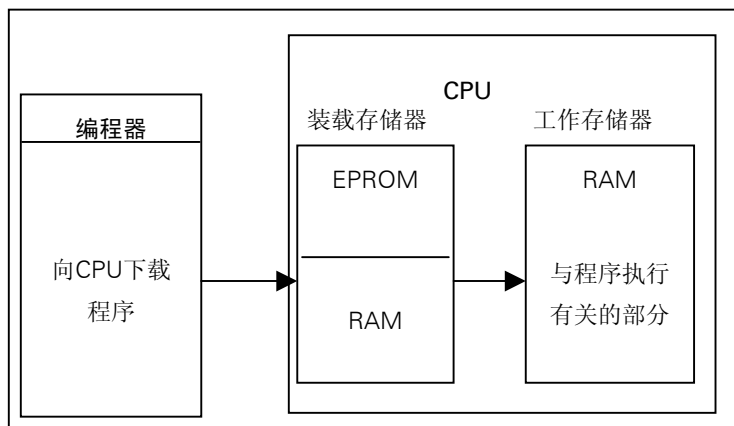 CPU
编程器
装载存储器
工作存储器
EPROM
RAM
向CPU下载
程序
RAM
与程序执行
有关的部分